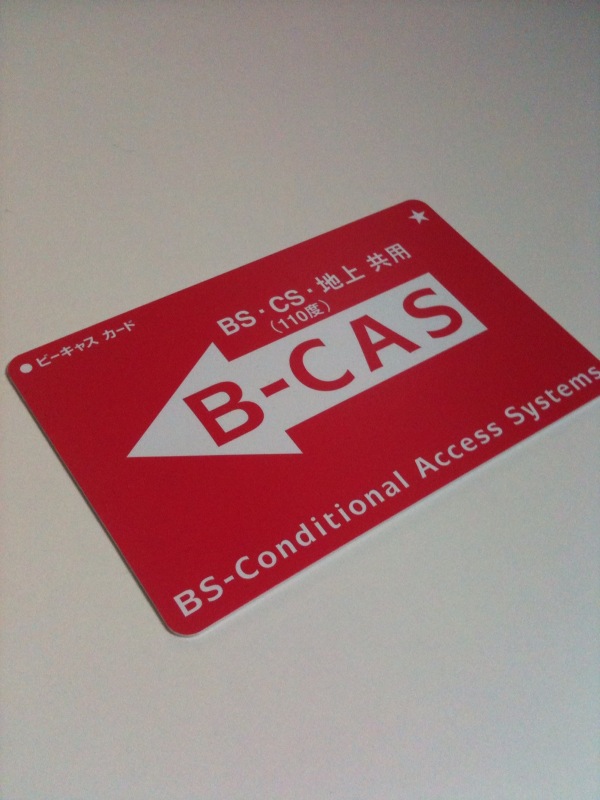 ビーキャス カード
BS・CS・地上 共用
(110度)
B-CAS
BS-Conditional Access Systems